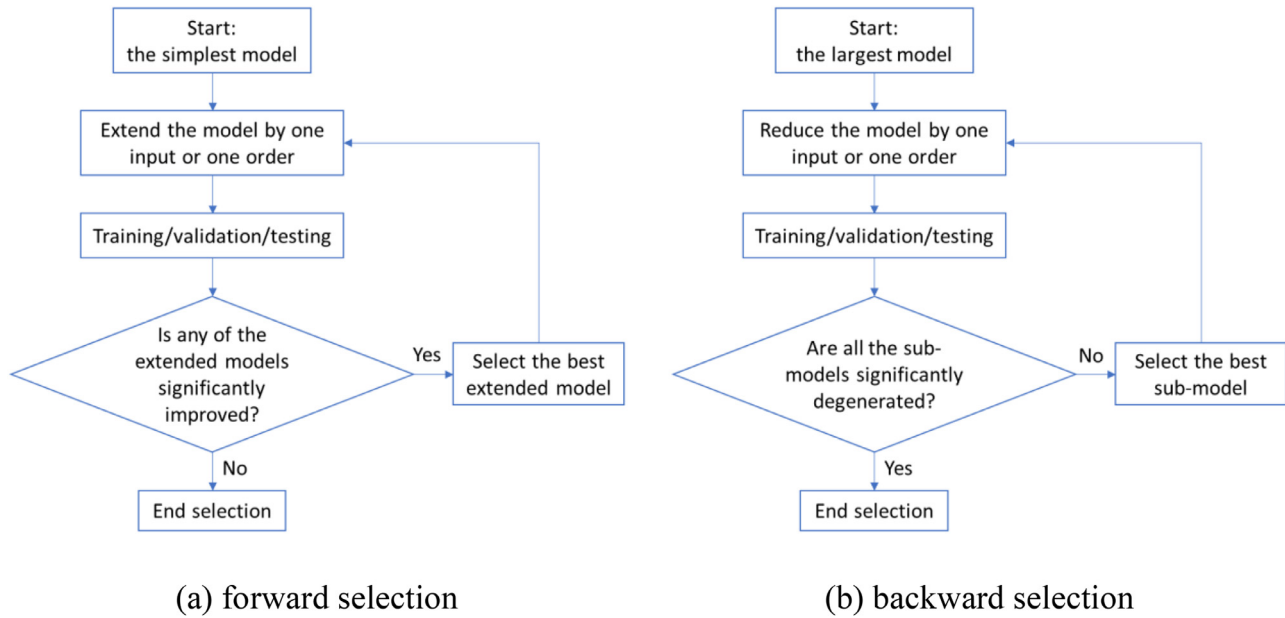 Start:
the simplest model
Extend the model by one
input or one order
Training/validation/testing
Is any of the
extended models
significantly
improved?
Yes
Select the best
extended model
No
End selection
(a) forward selection
Start:
the largest model
Reduce the model by one
input or one order
Training/validation/testing
Are all the sub-
models significantly
degenerated?
No
Select the best
sub-model
Yes
End selection
(b) backward selection